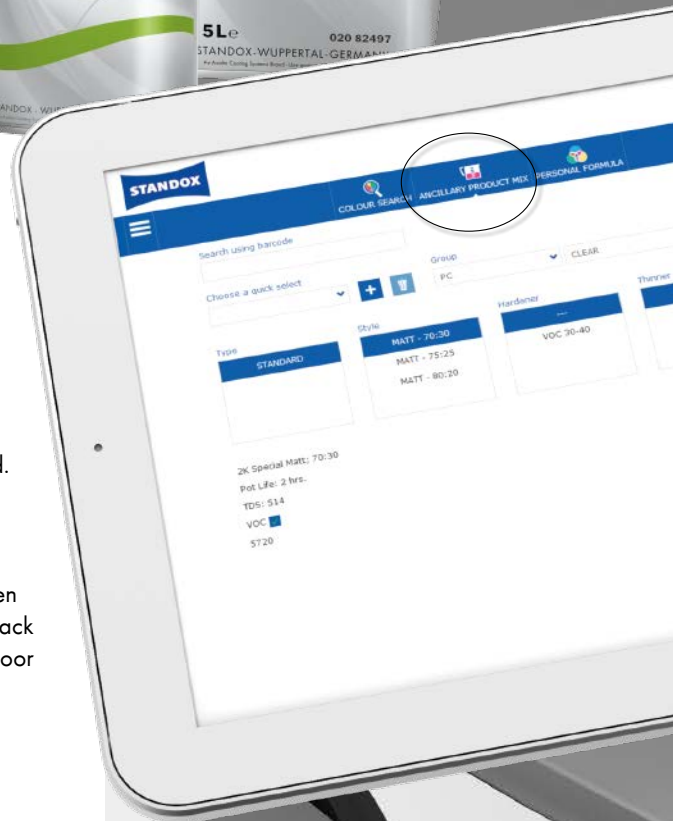 5Le
020 82497
STANDOX-WUPPERTAL-GERMANY
ANDOX - WU
STANDOX
COLOUR SEARCH
ANCILLARY PRODUCT MIX
PERSONAL FORMULA
Search using barcode
Choose a quick select
Group
PC
CLEAR
Type
STANDARD
Style
MATT - 70:30
MATT - 75:25
MATT - 80:20
Hardener
---
VOC 30-40
Thinner
2K Special Matt: 70:30
Pot Life: 2 hrs.
TDS: 514
VOC
5720
d.
en
ack
oor